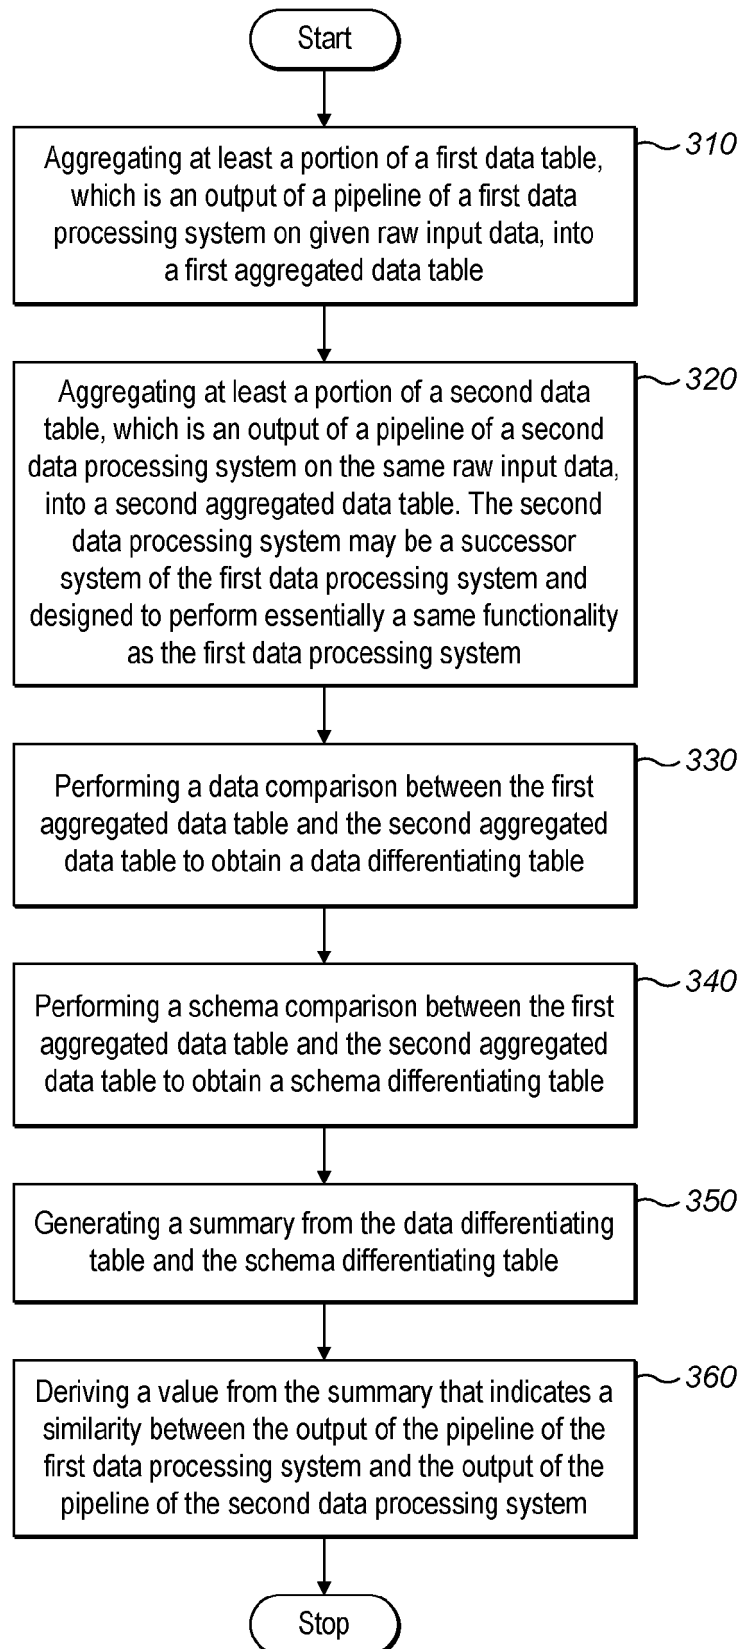 Start
310
Aggregating at least a portion of a first data table,
which is an output of a pipeline of a first data
processing system on given raw input data, into
a first aggregated data table
320
Aggregating at least a portion of a second data
table, which is an output of a pipeline of a second
data processing system on the same raw input data,
into a second aggregated data table. The second
data processing system may be a successor
system of the first data processing system and
designed to perform essentially a same functionality
as the first data processing system
330
Performing a data comparison between the first
aggregated data table and the second aggregated
data table to obtain a data differentiating table
340
Performing a schema comparison between the first
aggregated data table and the second aggregated
data table to obtain a schema differentiating table
350
Generating a summary from the data differentiating
table and the schema differentiating table
360
Deriving a value from the summary that indicates a
similarity between the output of the pipeline of the
first data processing system and the output of the
pipeline of the second data processing system
Stop